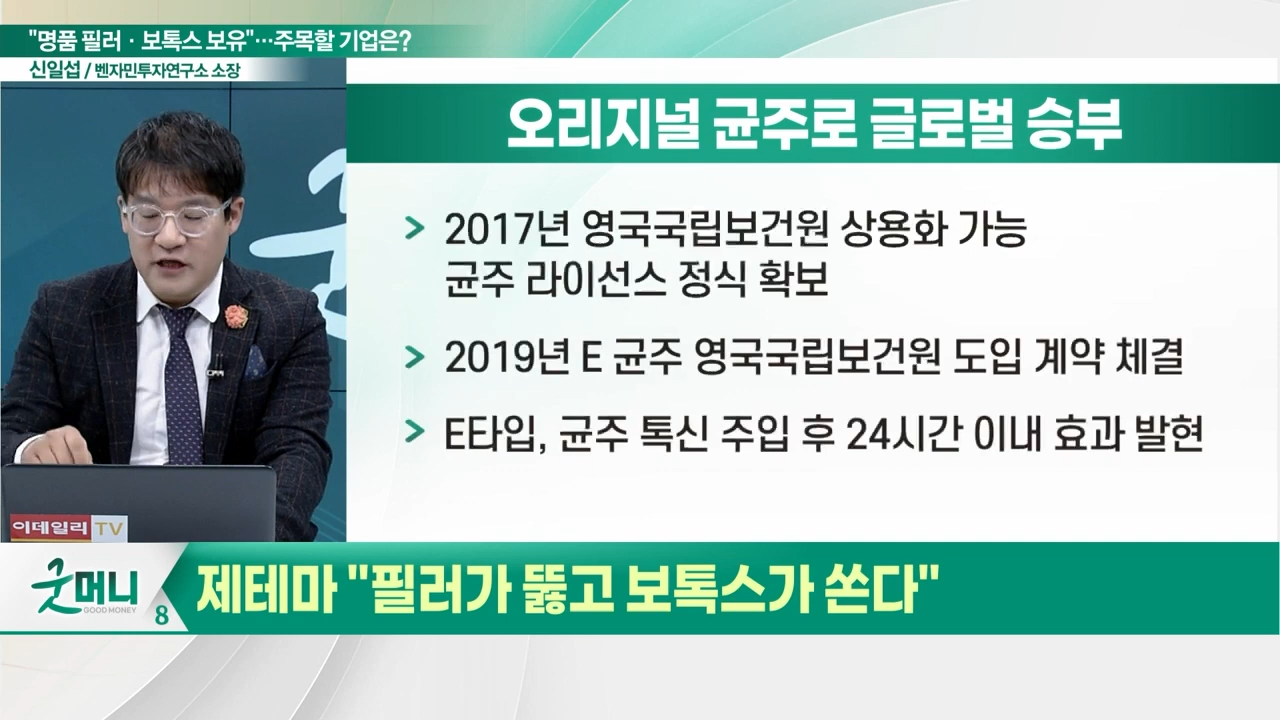 "명품 필러·보톡스 보유"…주목할 기업은?
신일섭 / 벤자민투자연구소 소장
오리지널 균주로 글로벌 승부
> 2017년 영국국립보건원 상용화 가능
균주 라이선스 정식 확보
> 2019년 E 균주 영국국립보건원 도입 계약 체결
> E타입, 균주 톡신 주입 후 24시간 이내 효과 발현
이데일리 TV
굿머니
GOOD MONEY
8
제테마 "필러가 뚫고 보톡스가 쏜다"